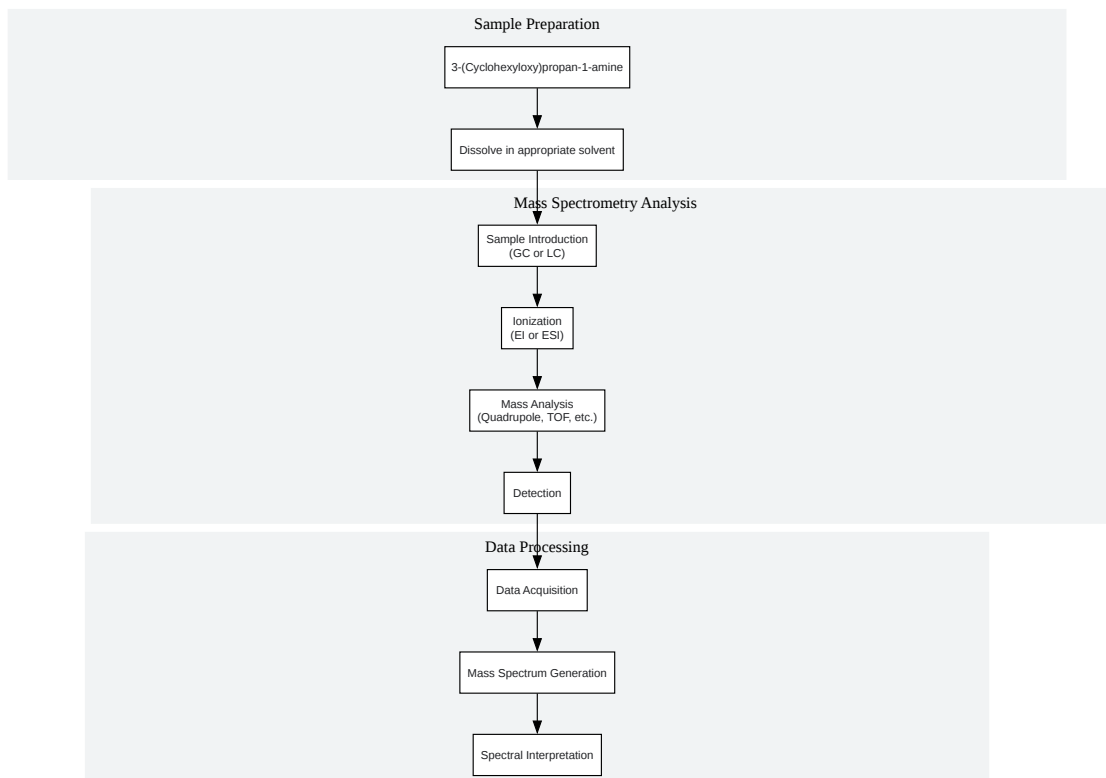 Sample Preparation
3-(Cyclohexyloxy)propan-1-amine
Dissolve in appropriate solvent
Mass Spectrometry Analysis
Sample Introduction
(GC or LC)
Ionization
(EI or ESI)
Mass Analysis
(Quadrupole, TOF, etc.)
Detection
Data Processing
Data Acquisition
Mass Spectrum Generation
Spectral Interpretation